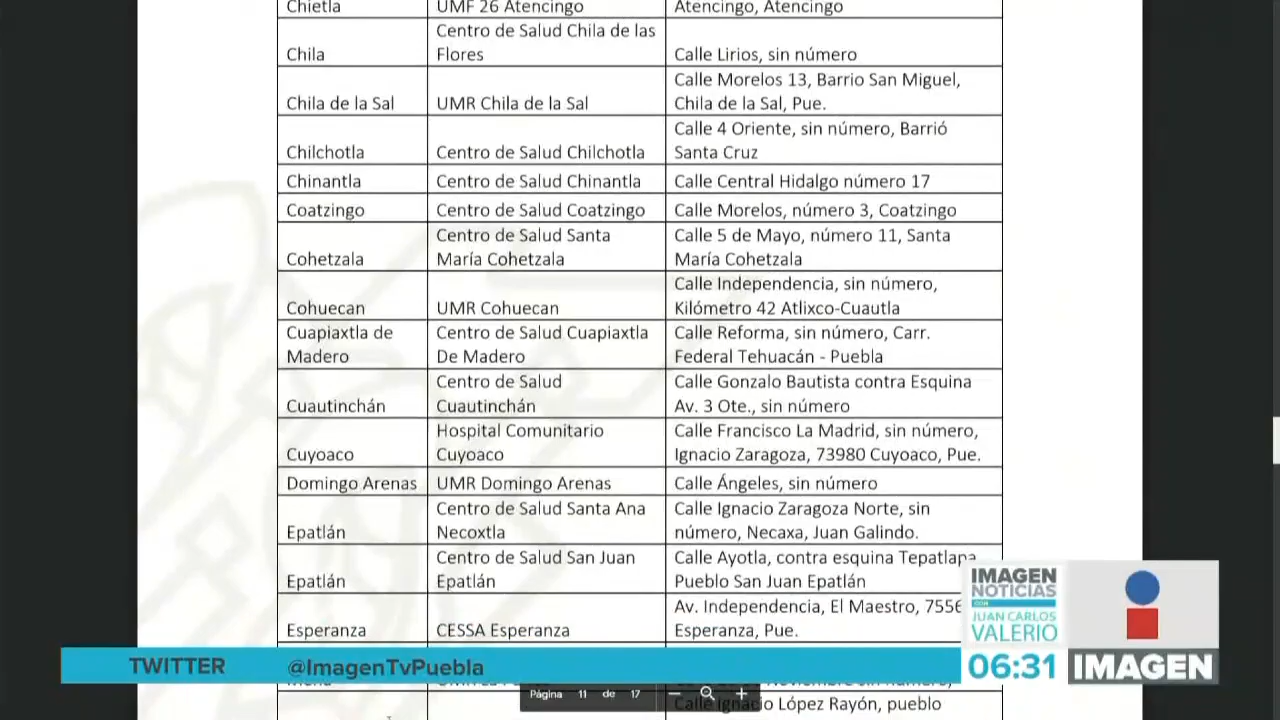 Chietla UMF 26 Atencingo Atencingo, Atencingo
Centro de Salud Chila de las
Chila Flores Calle Lirios, sin número
Calle Morelos 13, Barrio San Miguel,
Chila de la Sal UMR Chila de la Sal Chila de la Sal, Pue.
Calle 4 Oriente, sin número, Barrió
Chilchotla Centro de Salud Chilchotla Santa Cruz
Chinantla Centro de Salud Chinantla Calle Central Hidalgo número 17
Coatzingo Centro de Salud Coatzingo Calle Morelos, número 3, Coatzingo
Centro de Salud Santa Calle 5 de Mayo, número 11, Santa
Cohetzala María Cohetzala María Cohetzala
Calle Independencia, sin número,
Cohuecan UMR Cohuecan Kilómetro 42 Atlixco-Cuautla
Cuapiaxtla de Centro de Salud Cuapiaxtla Calle Reforma, sin número, Carr.
Madero De Madero Federal Tehuacán - Puebla
Centro de Salud Calle Gonzalo Bautista contra Esquina
Cuautinchán Cuautinchán Av. 3 Ote., sin número
Hospital Comunitario Calle Francisco La Madrid, sin número,
Cuyoaco Cuyoaco Ignacio Zaragoza, 73980 Cuyoaco, Pue.
Domingo Arenas UMR Domingo Arenas Calle Ángeles, sin número
Centro de Salud Santa Ana Calle Ignacio Zaragoza Norte, sin
Epatlán Necoxtla número, Necaxa, Juan Galindo.
Centro de Salud San Juan Calle Ayotla, contra esquina Tepatlapa
Epatlán Epatlán Pueblo San Juan Epatlán
Av. Independencia, El Maestro, 7556
Esperanza CESSA Esperanza Esperanza, Pue.
IMAGEN
NOTICIAS
CON
JUAN CARLOS
VALERIO
TWITTER @ImagenTvPuebla 06:31 IMAGEN
Página 11 de 17
Calle Ignacio López Rayón, pueblo